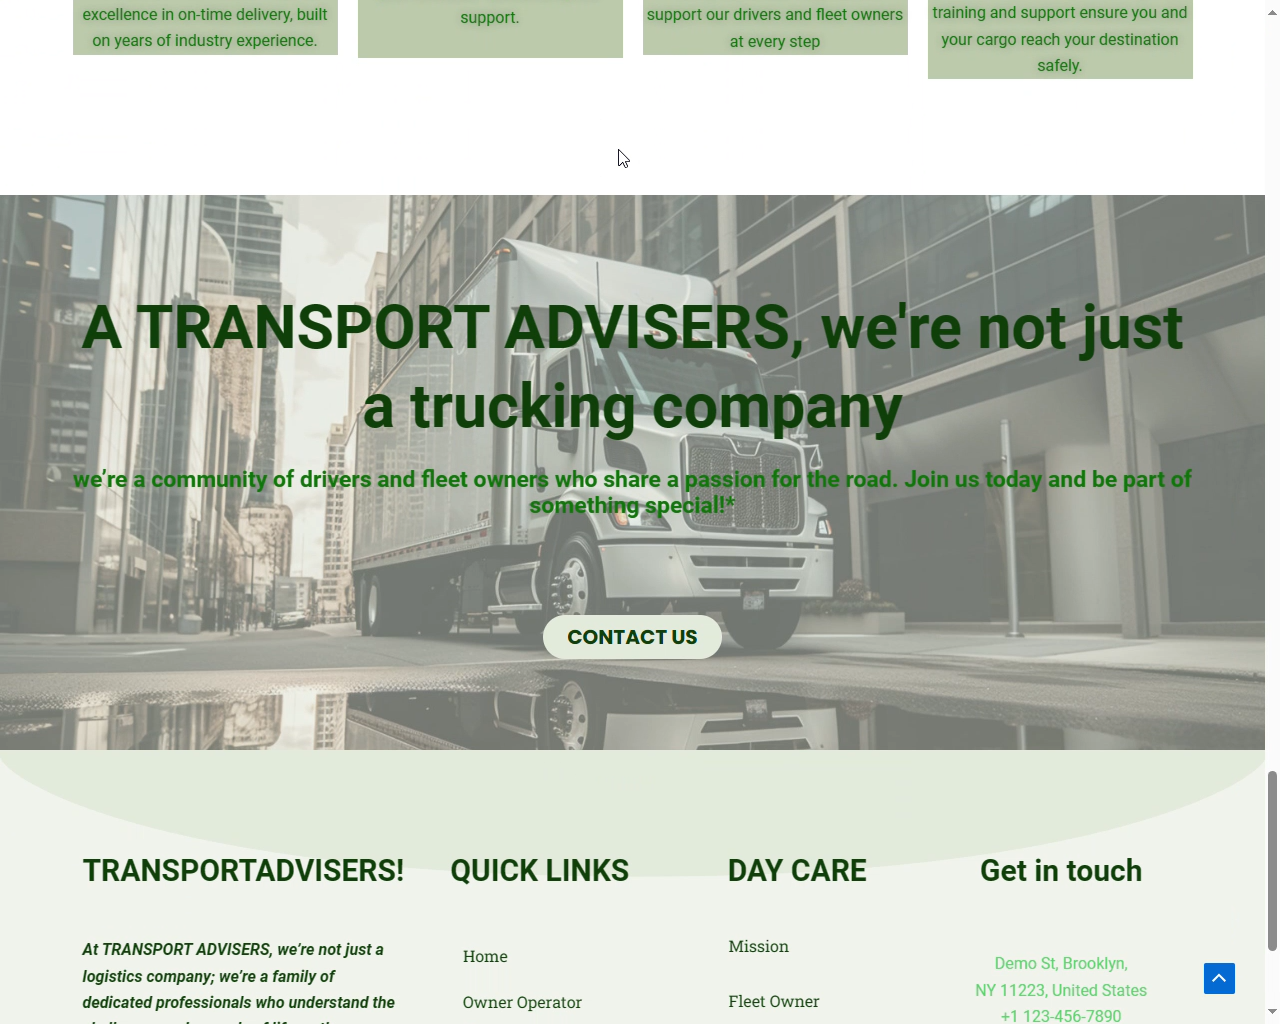 excellence in on-time delivery, built
on years of industry experience.
support.
support our drivers and fleet owners
at every step
training and support ensure you and
your cargo reach your destination
safely.
A TRANSPORT ADVISERS, we're not just
a trucking company
we’re a community of drivers and fleet owners who share a passion for the road. Join us today and be part of
something special!*
CONTACT US
TRANSPORTADVISERS!
At TRANSPORT ADVISERS, we’re not just a
logistics company; we’re a family of
dedicated professionals who understand the
QUICK LINKS
Home
Owner Operator
DAY CARE
Mission
Fleet Owner
Get in touch
Demo St, Brooklyn,
NY 11223, United States
+1 123-456-7890